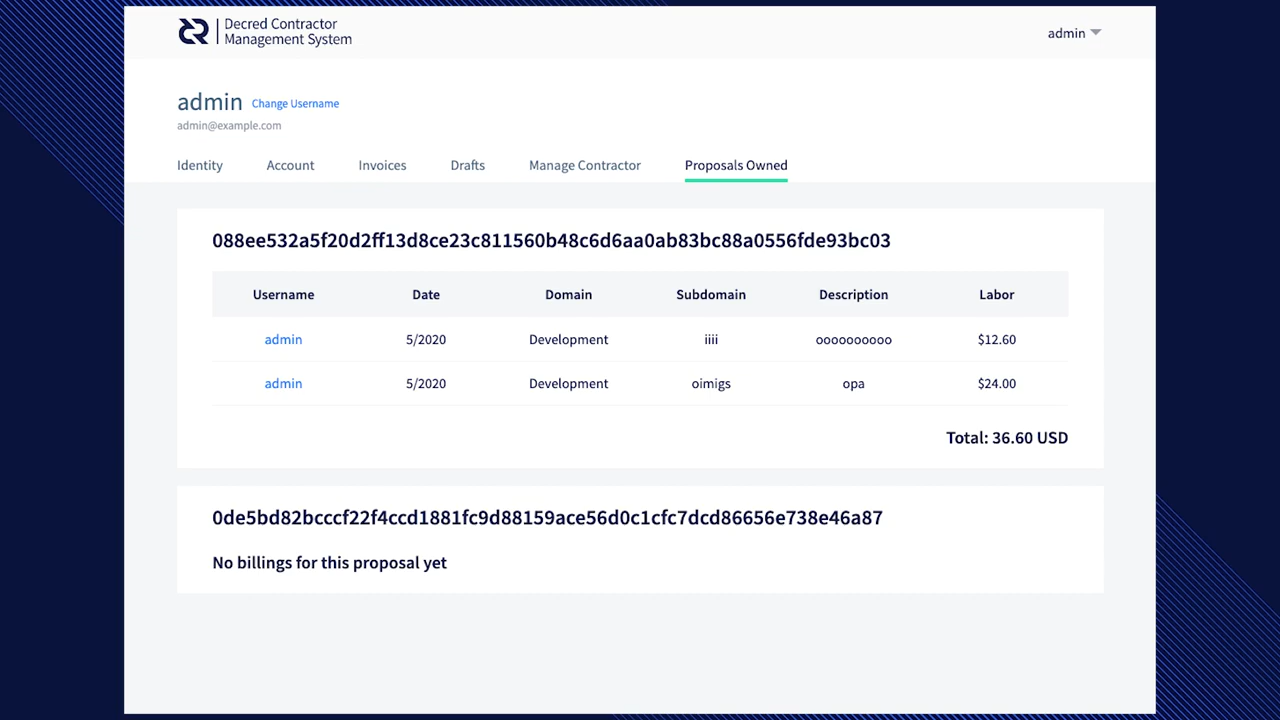 Decred Contractor
Management System
admin
admin Change Username
admin@example.com
Identity Account Invoices Drafts Manage Contractor Proposals Owned
088ee532a5f20d2ff13d8ce23c811560b48c6d6aa0ab83bc88a0556fde93bc03
Username Date Domain Subdomain Description Labor
admin 5/2020 Development iiii oooooooooo $12.60
admin 5/2020 Development oimigs opa $24.00
Total: 36.60 USD
0de5bd82bcccf22f4ccd1881fc9d88159ace56d0c1cfc7dcd86656e738e46a87
No billings for this proposal yet